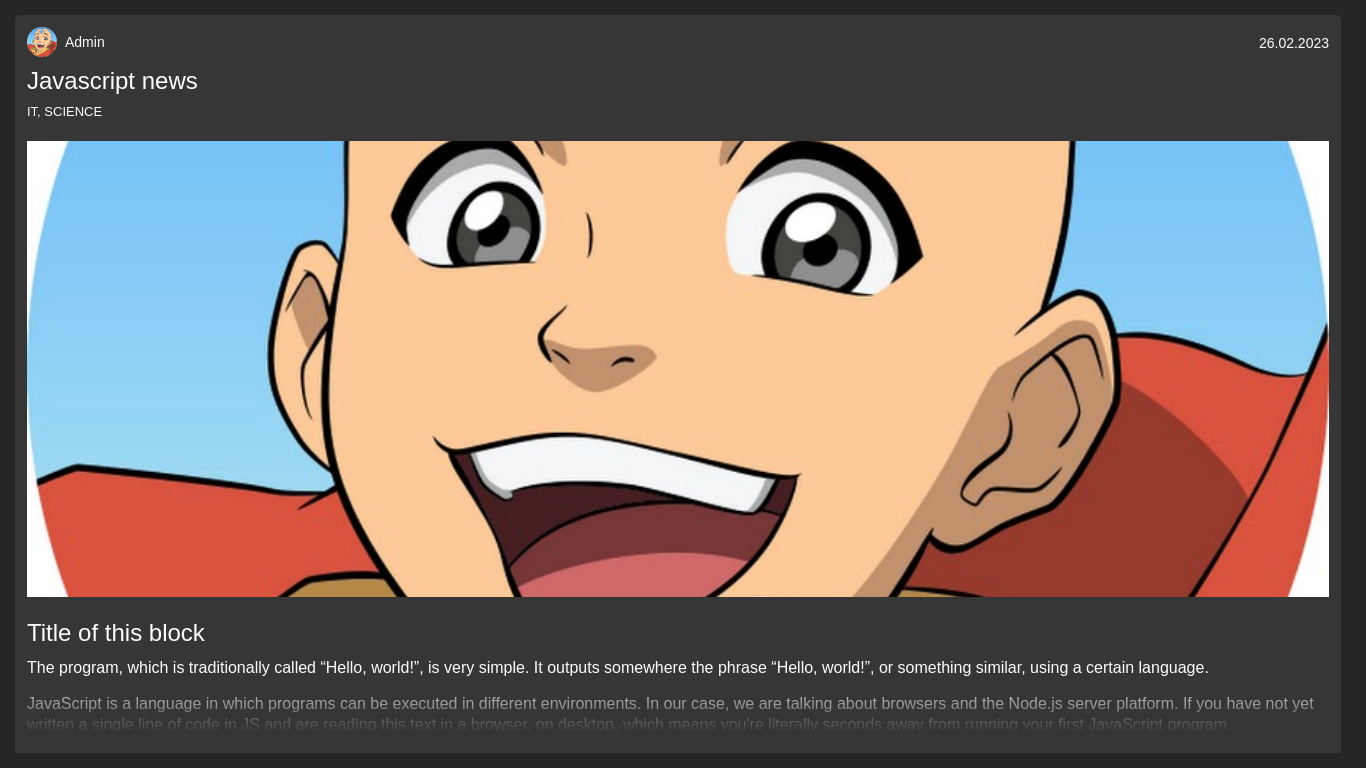 Admin
26.02.2023
Javascript news
IT, SCIENCE
Title of this block
The program, which is traditionally called “Hello, world!”, is very simple. It outputs somewhere the phrase “Hello, world!”, or something similar, using a certain language.
JavaScript is a language in which programs can be executed in different environments. In our case, we are talking about browsers and the Node.js server platform. If you have not yet
written a single line of code in JS and are reading this text in a browser, on desktop, which means you're literally seconds away from running your first JavaScript program.